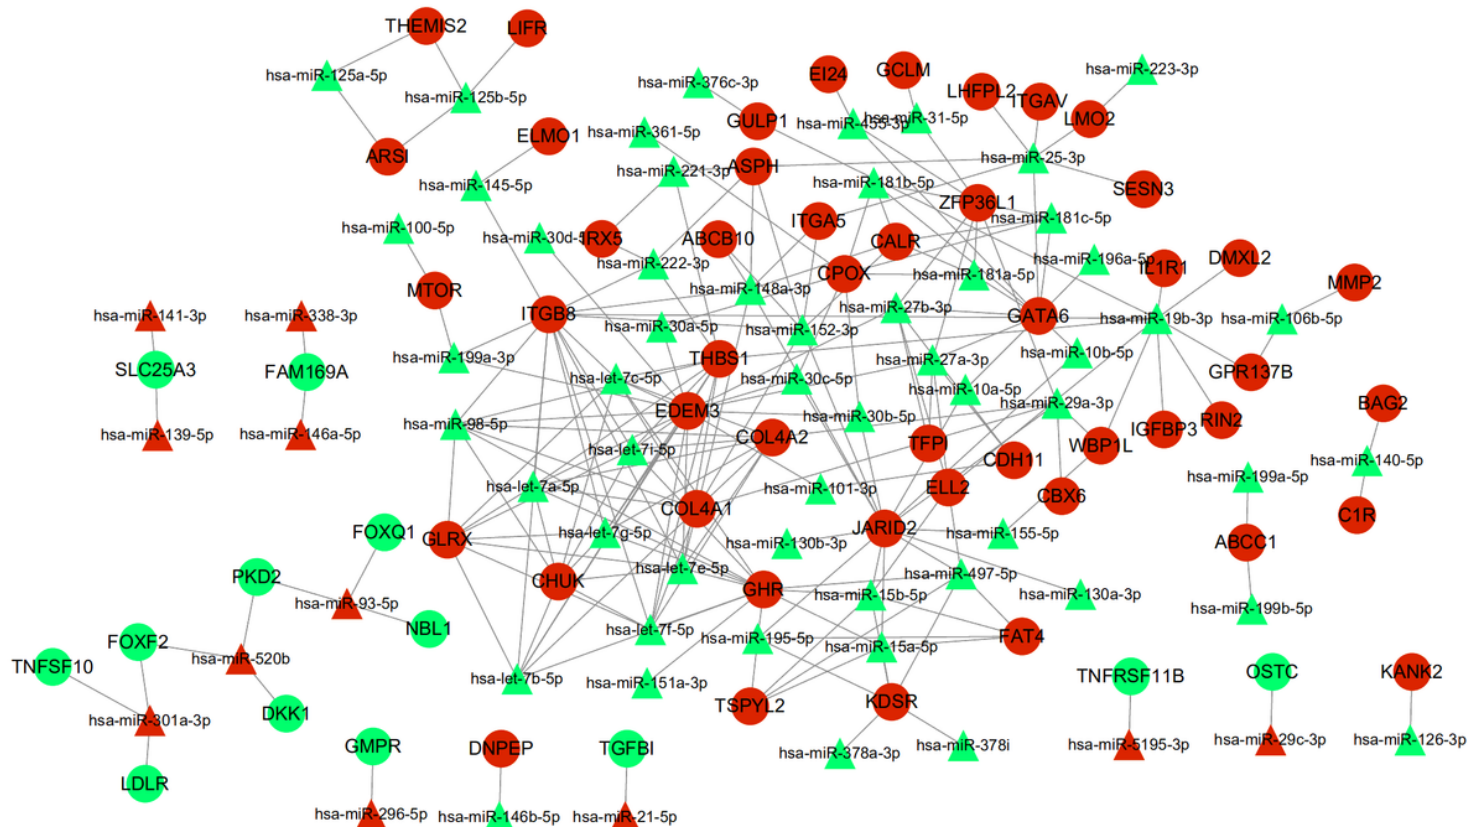 THEMIS2
LIFR
hsa-miR-125a-5p
hsa-miR-125b-5p
ARSI
ELMO1
hsa-miR-145-5p
hsa-miR-376c-3p
hsa-miR-361-5p
GULP1
EI24
GCLM
hsa-miR-455-3p
hsa-miR-31-5p
LHFPL2
ITGAV
LMO2
hsa-miR-223-3p
hsa-miR-25-3p
SESN3
hsa-miR-221-3p
ASPH
hsa-miR-181b-5p
ZFP36L1
hsa-miR-181c-5p
hsa-miR-100-5p
hsa-miR-30d-5
IRX5
ABCB10
ITGA5
CALR
hsa-miR-222-3p
CPOX
hsa-miR-181a-5p
hsa-miR-196a-5p
IL1R1
DMXL2
MMP2
MTOR
hsa-miR-148a-3p
hsa-miR-27b-3p
GATA6
hsa-miR-19b-3p
hsa-miR-106b-5p
hsa-miR-141-3p
hsa-miR-338-3p
ITGB8
hsa-miR-30a-5p
hsa-miR-152-3p
hsa-miR-199a-3p
THBS1
hsa-miR-27a-3p
hsa-miR-10b-5p
SLC25A3
FAM169A
hsa-let-7c-5p
hsa-miR-30c-5p
hsa-miR-10a-5p
GPR137B
hsa-miR-98-5p
EDEM3
hsa-miR-30b-5p
hsa-miR-29a-3p
BAG2
hsa-miR-139-5p
hsa-miR-146a-5p
hsa-let-7i-5p
COL4A2
TFPI
CDH11
WBP1L
IGFBP3
RIN2
hsa-let-7a-5p
hsa-miR-101-3p
ELL2
CBX6
hsa-miR-140-5p
hsa-miR-199a-5p
COL4A1
C1R
FOXQ1
GLRX
hsa-let-7g-5p
hsa-miR-130b-3p
JARID2
hsa-miR-155-5p
ABCC1
PKD2
CHUK
hsa-let-7e-5p
GHR
hsa-miR-497-5p
hsa-miR-15b-5p
hsa-miR-130a-3p
hsa-miR-199b-5p
hsa-miR-93-5p
NBL1
hsa-let-7f-5p
hsa-miR-195-5p
hsa-miR-15a-5p
FAT4
FOXF2
TNFSF10
hsa-miR-520b
hsa-let-7b-5p
hsa-miR-151a-3p
TSPYL2
KDSR
TNFRSF11B
OSTC
KANK2
hsa-miR-301a-3p
DKK1
GMPR
DNPEP
TGFBI
hsa-miR-378a-3p
hsa-miR-378i
hsa-miR-5195-3p
hsa-miR-29c-3p
hsa-miR-126-3p
LDLR
hsa-miR-296-5p
hsa-miR-146b-5p
hsa-miR-21-5p